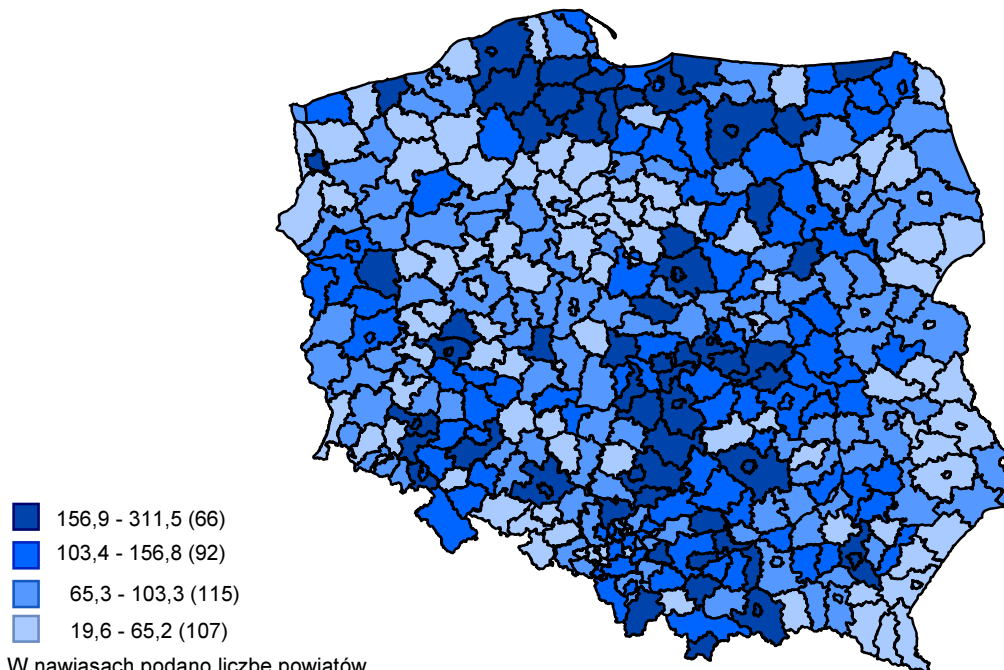 156,9 - 311,5 (66)
103,4 - 156,8 (92)
65,3 - 103,3 (115)
19,6 - 65,2 (107)
W nawiasach podano liczbę powiatów